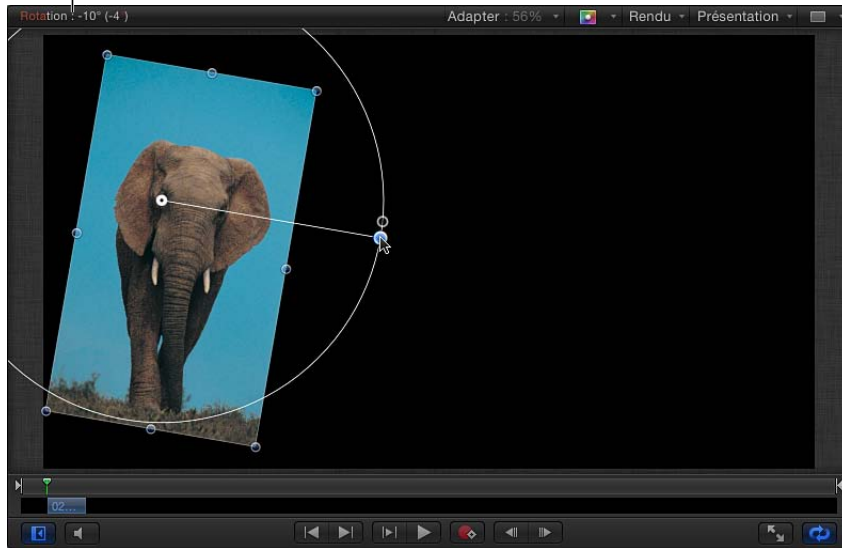 Rotation : -10° (-4°)
Adapter : 56% Rendu Présentation
02...